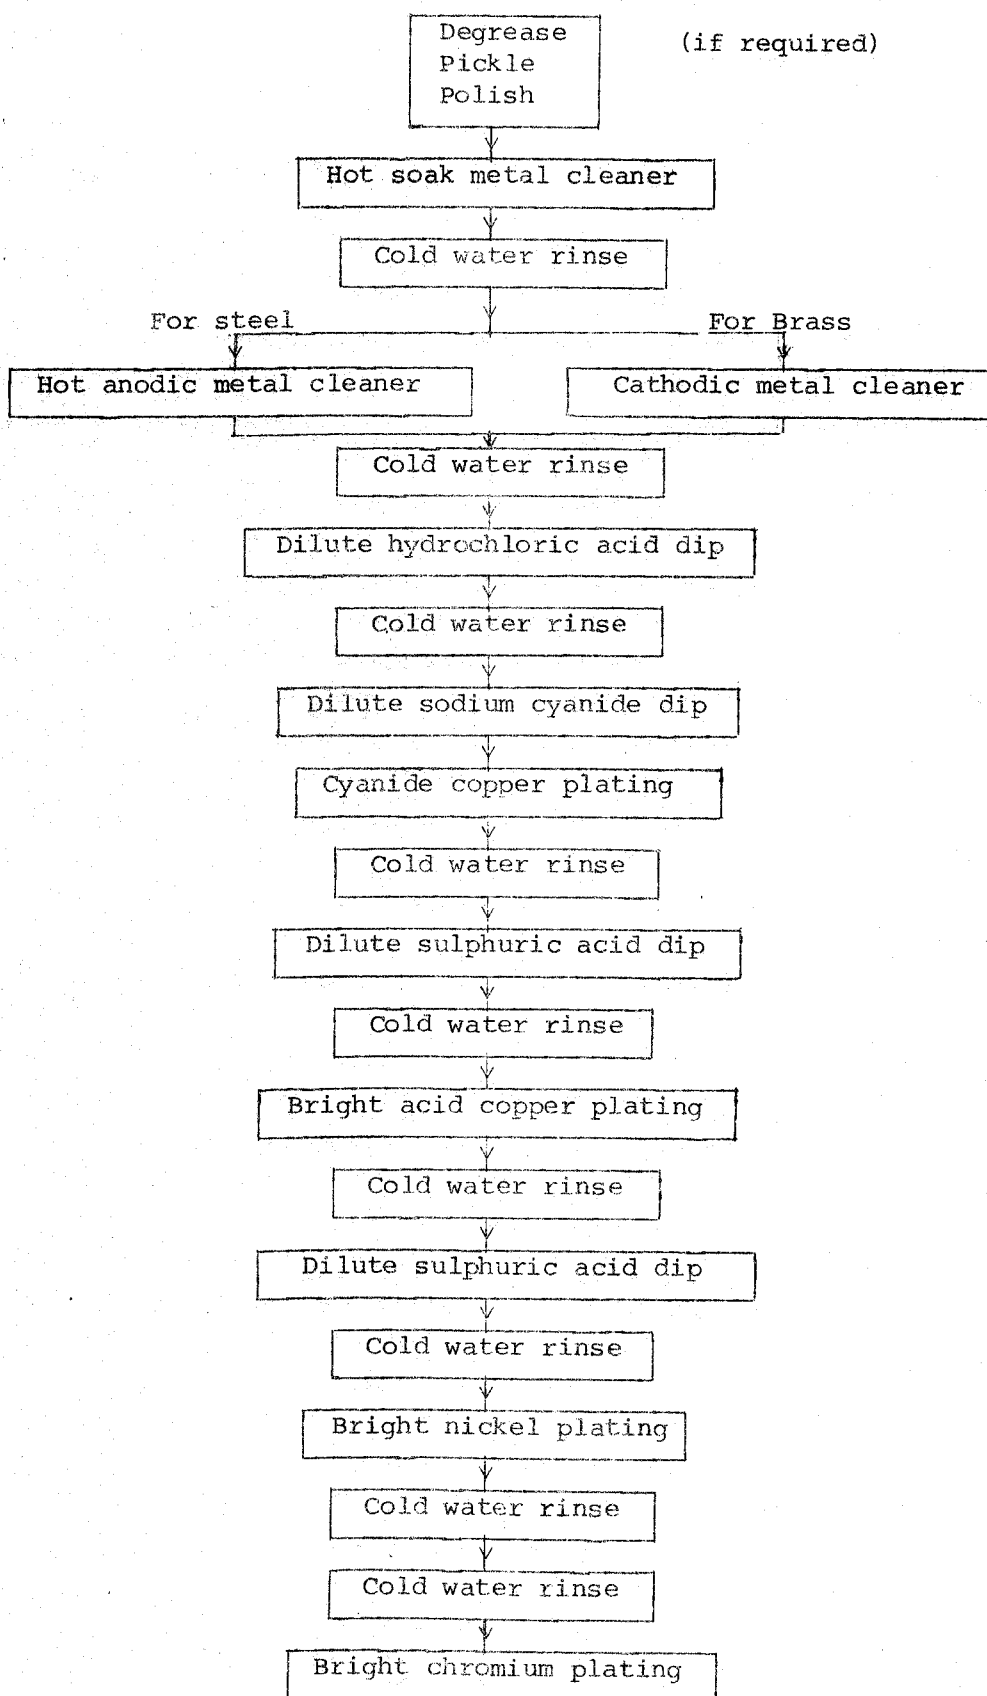 Degrease
(if required)
Pickle
Polish
Hot soak metal cleaner
Cold water rinse
For steel
For Brass
Hot anodic metal cleaner
Cathodic metal cleaner
Cold water rinse
Dilute hydrochloric acid dip
Cold water rinse
Dilute sodium cyanide dip
Cyanide copper plating
Cold water rinse
Dilute sulphuric acid dip
Cold water rinse
Bright acid copper plating
Cold water rinse
Dilute sulphuric acid dip
Cold water rinse
Bright nickel plating
Cold water rinse
Cold water rinse
Bright chromium plating